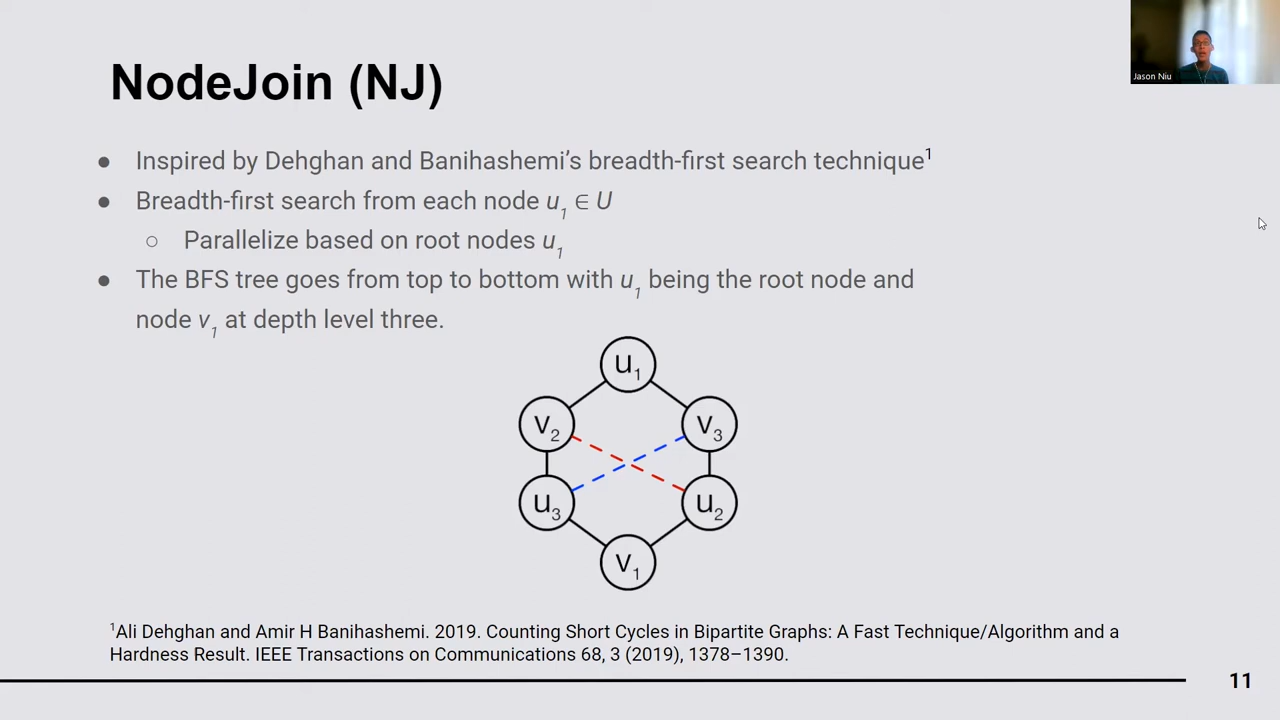 Jason Niu
NodeJoin (NJ)
● Inspired by Dehghan and Banihashemi’s breadth-first search technique¹
● Breadth-first search from each node u₁ ∈ U
○ Parallelize based on root nodes u₁
● The BFS tree goes from top to bottom with u₁ being the root node and
node v₁ at depth level three.
u₁
v₂ v₃
u₃ u₂
v₁
¹Ali Dehghan and Amir H Banihashemi. 2019. Counting Short Cycles in Bipartite Graphs: A Fast Technique/Algorithm and a
Hardness Result. IEEE Transactions on Communications 68, 3 (2019), 1378–1390.
11